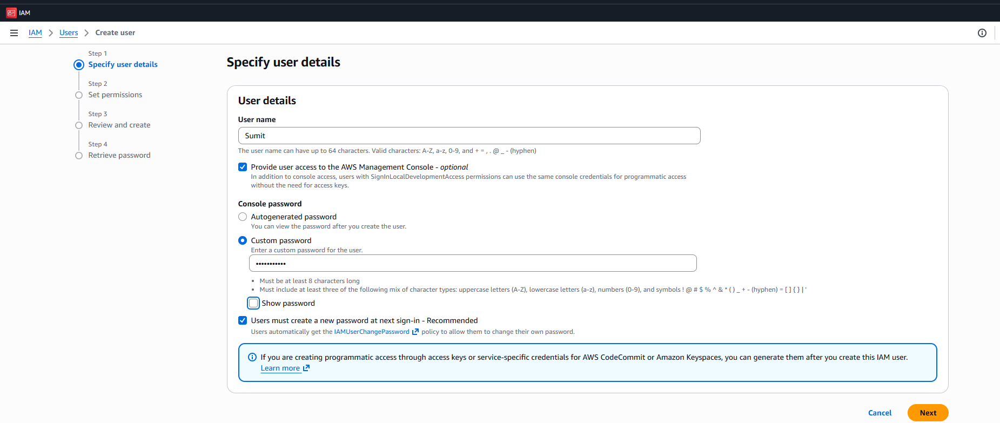 IAM
IAM > Users > Create user
Step 1
Specify user details
Step 2
Set permissions
Step 3
Review and create
Step 4
Retrieve password
Specify user details
User details
User name
Sumit
The user name can have up to 64 characters. Valid characters: A-Z, a-z, 0-9, and + = , . @ _ - (hyphen)
Provide user access to the AWS Management Console - optional
In addition to console access, users with SignInLocalDevelopmentAccess permissions can use the same console credentials for programmatic access
without the need for access keys.
Console password
Autogenerated password
You can view the password after you create the user.
Custom password
Enter a custom password for the user.
•••••••••••
• Must be at least 8 characters long
• Must include at least three of the following mix of character types: uppercase letters (A-Z), lowercase letters (a-z), numbers (0-9), and symbols ! @ # $ % ^ & * ( ) _ + - (hyphen) = [ ] { } | '
Show password
Users must create a new password at next sign-in - Recommended
Users automatically get the IAMUserChangePassword policy to allow them to change their own password.
If you are creating programmatic access through access keys or service-specific credentials for AWS CodeCommit or Amazon Keyspaces, you can generate them after you create this IAM user.
Learn more
Cancel
Next